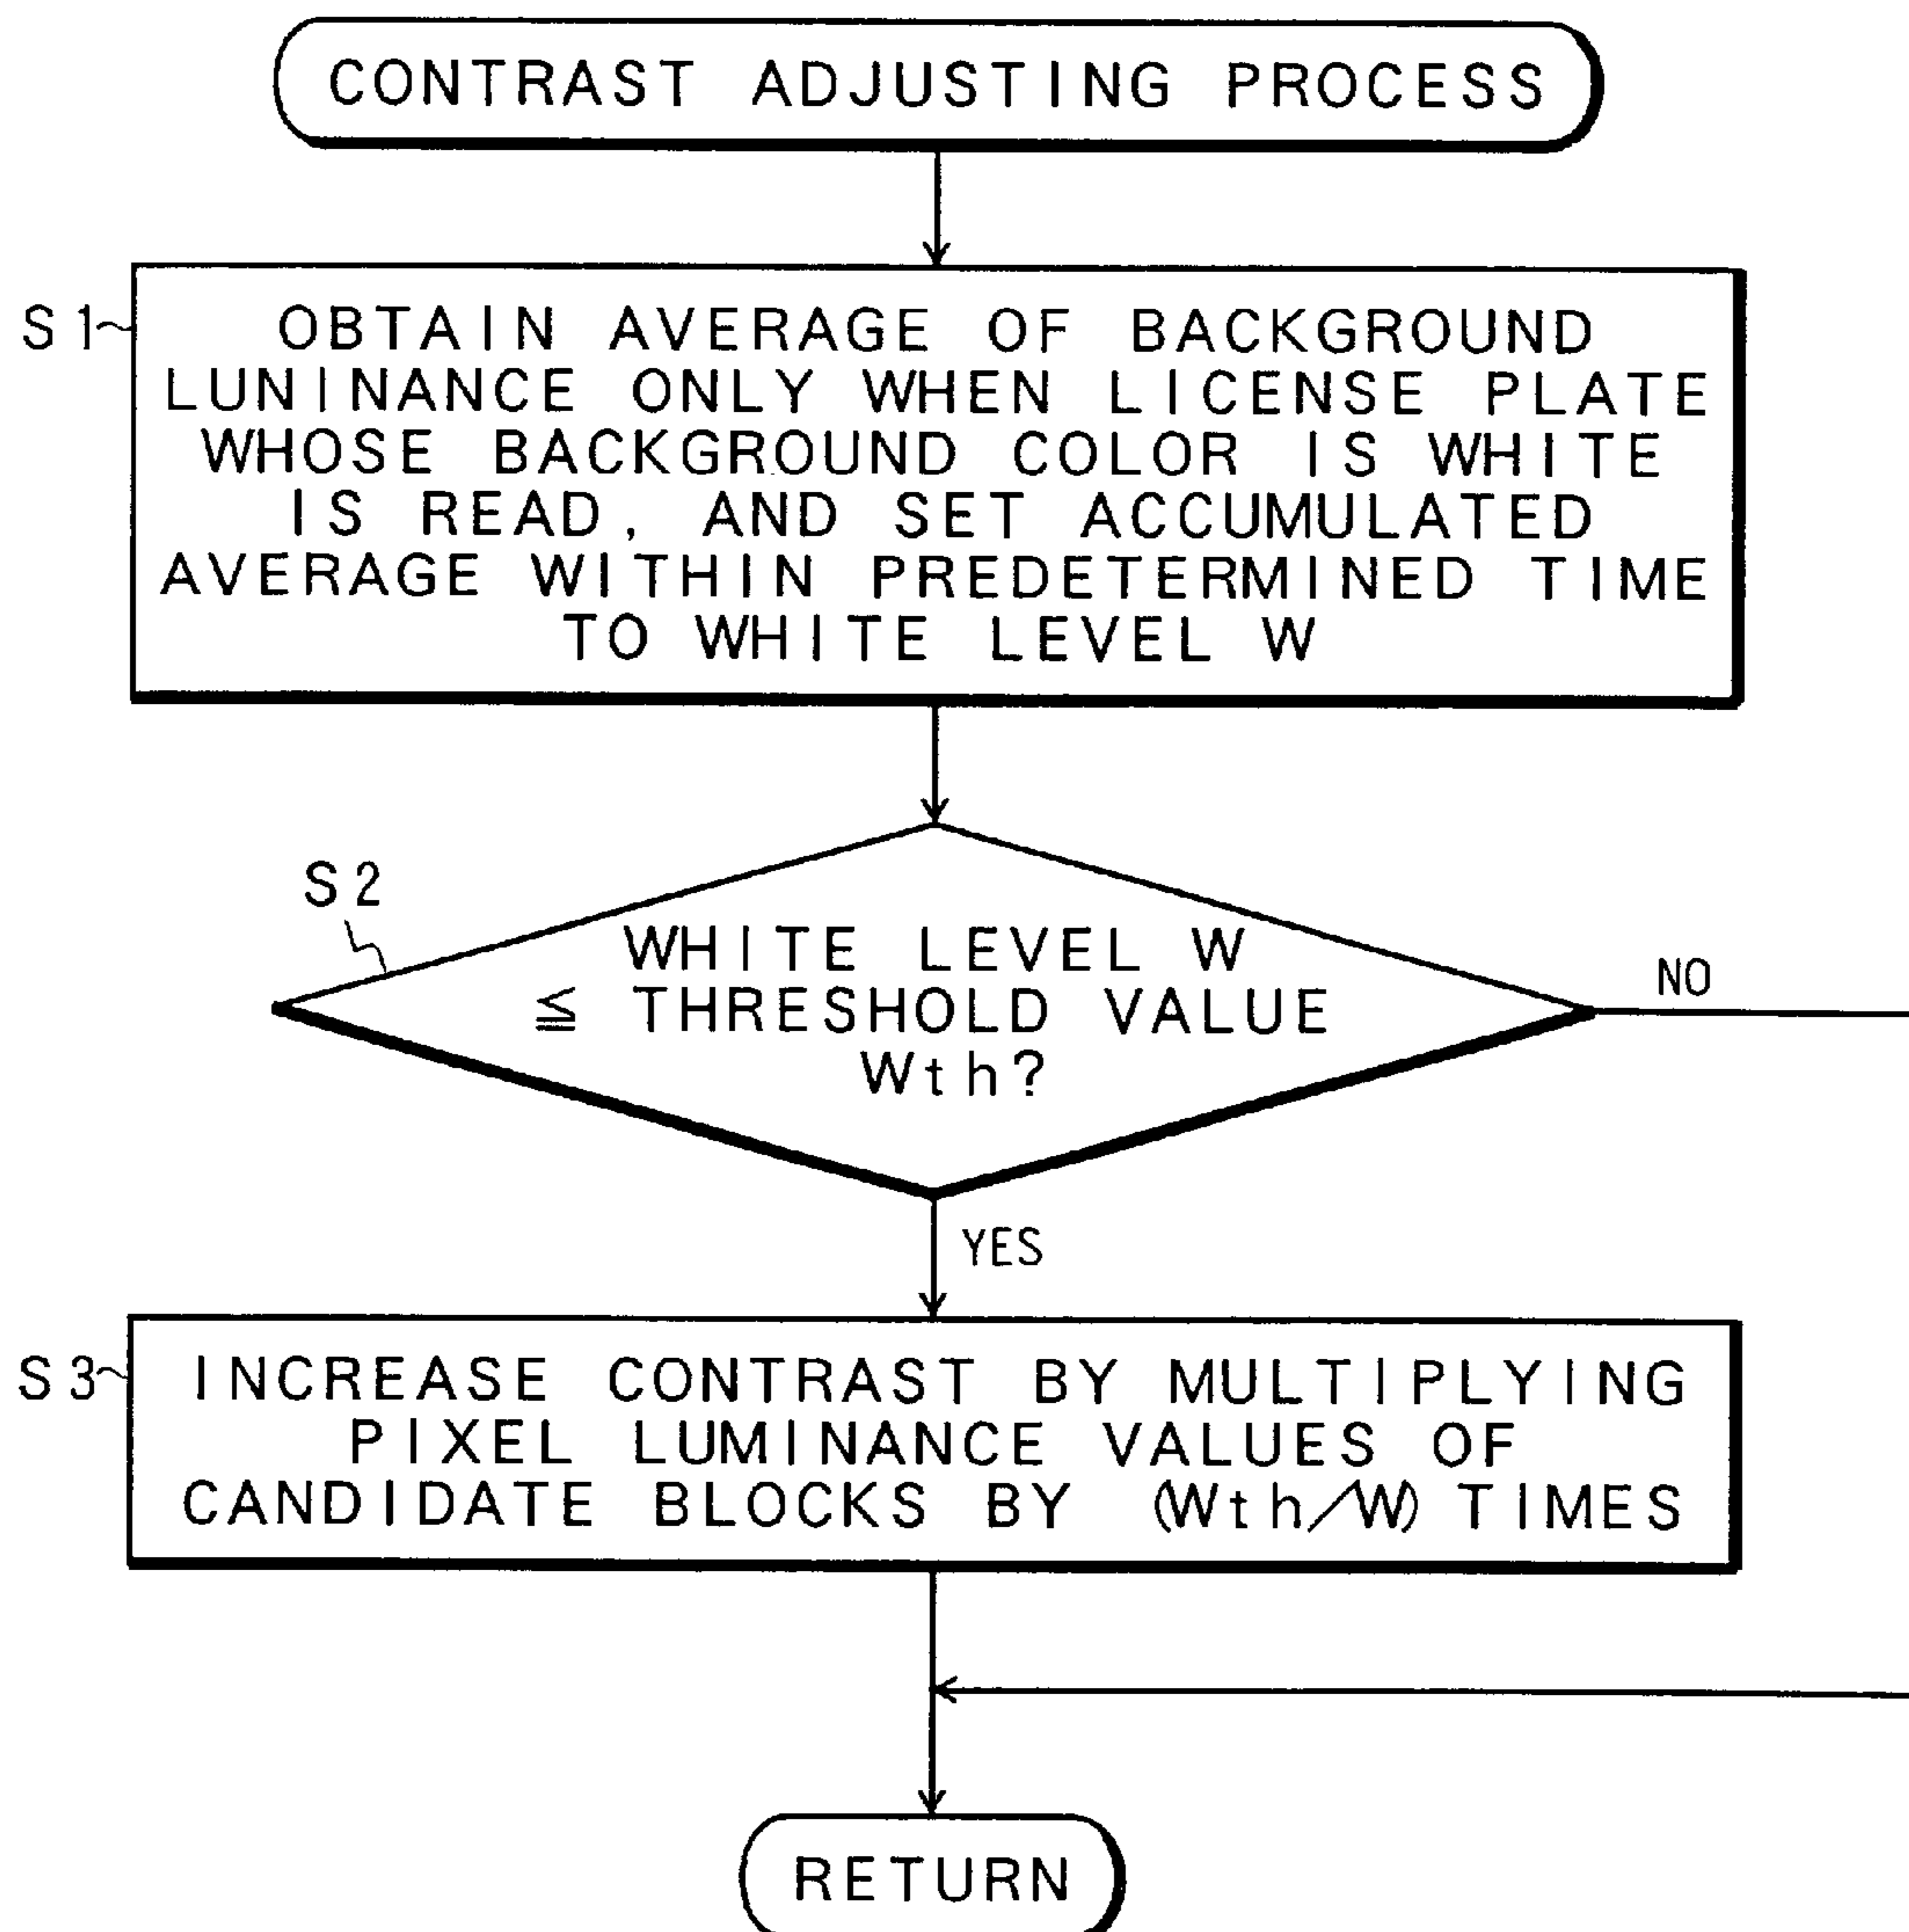 CONTRAST ADJUSTING PROCESS
S1
OBTAIN AVERAGE OF BACKGROUND
LUNINANCE ONLY WHEN LICENSE PLATE
WHOSE BACKGROUND COLOR IS WHITE
IS READ, AND SET ACCUMULATED
AVERAGE WITHIN PREDETERMINED TIME
TO WHITE LEVEL W
S2
WHITE LEVEL W
≦ THRESHOLD VALUE
Wth?
NO
YES
S3
INCREASE CONTRAST BY MULTIPLYING
PIXEL LUMINANCE VALUES OF
CANDIDATE BLOCKS BY (Wth/W) TIMES
RETURN